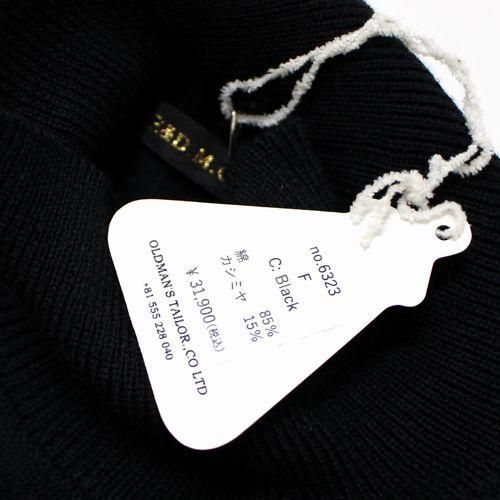 no.6323
F
C: Black
綿 85%
カシミヤ 15%
¥31,900(税込)
OLDMAN'S TAILOR.,CO LTD
+81 555 228 040
R&D.M.C